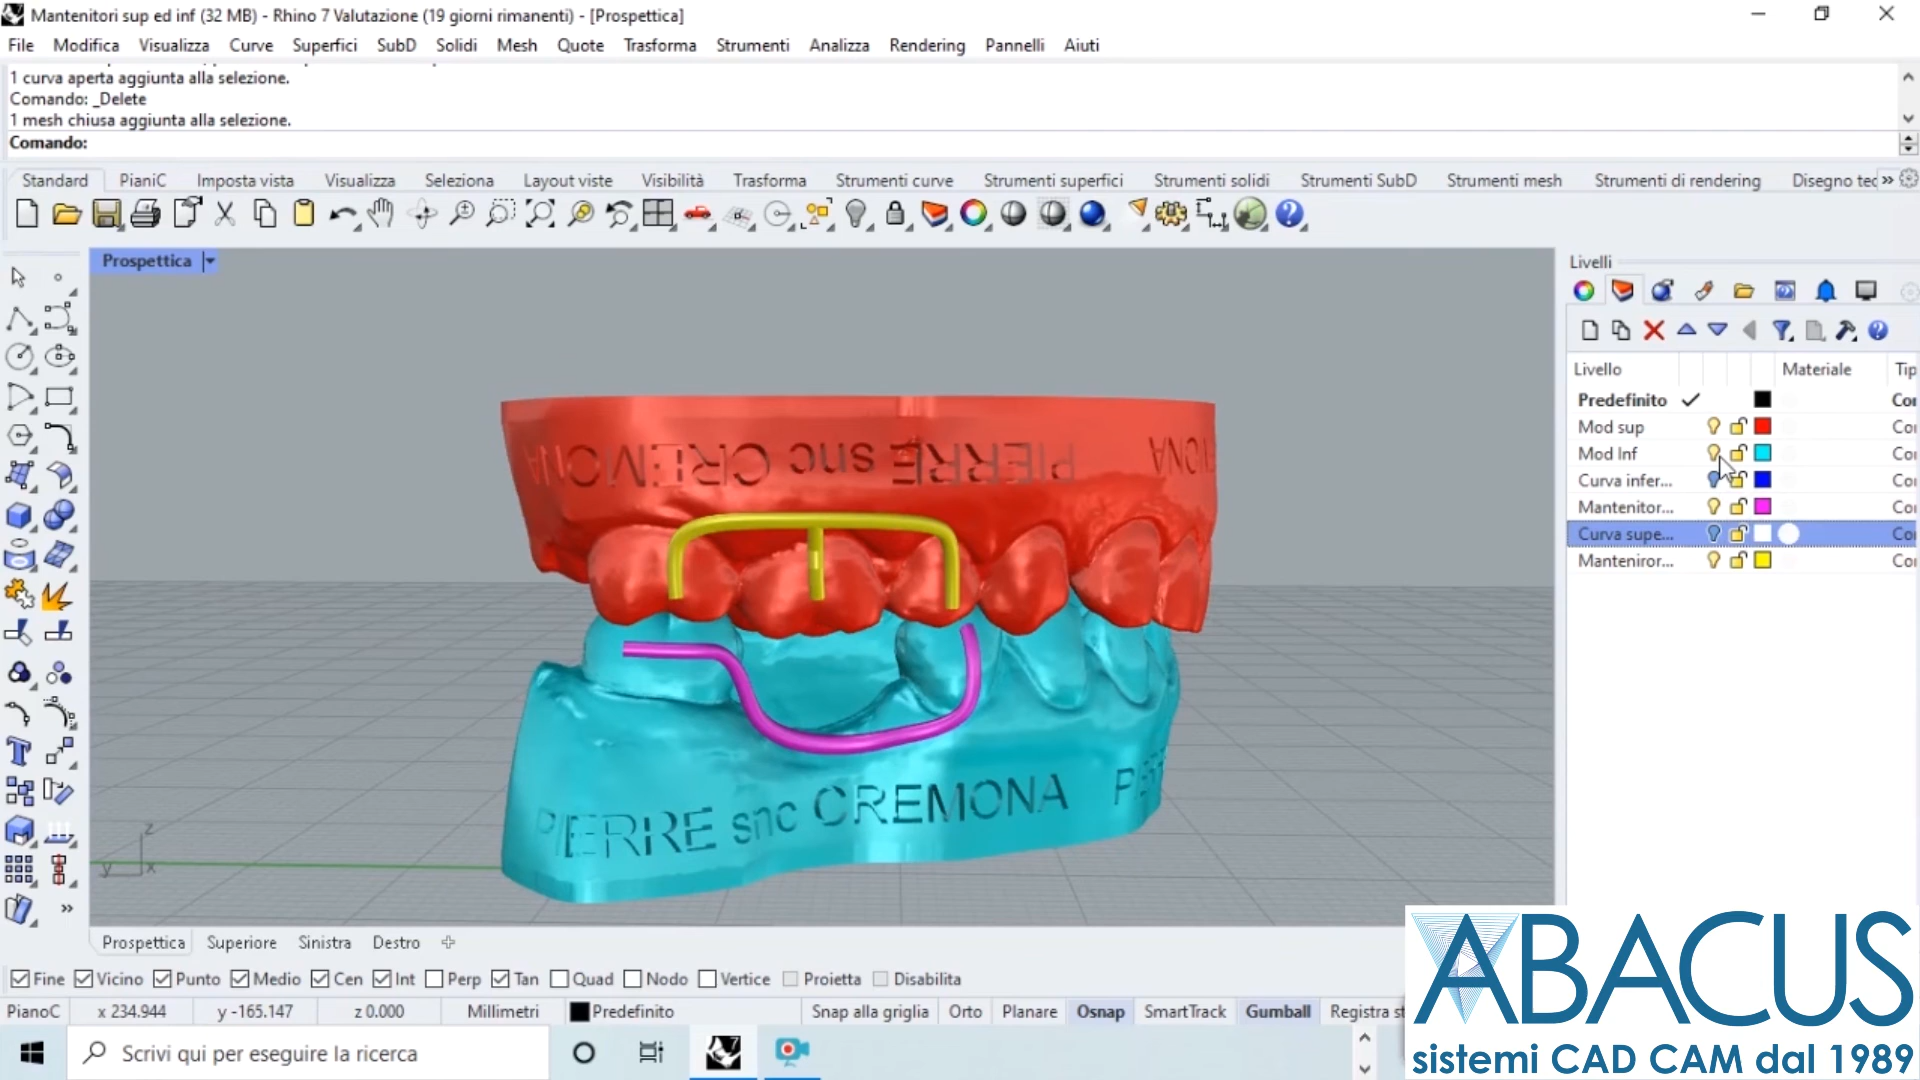 Mantenitori sup ed inf (32 MB) - Rhino 7 Valutazione (19 giorni rimanenti) - [Prospettica]
File Modifica Visualizza Curve Superfici SubD Solidi Mesh Quote Trasforma Strumenti Analizza Rendering Pannelli Aiuti
1 curva aperta aggiunta alla selezione.
Comando: _Delete
1 mesh chiusa aggiunta alla selezione.
Comando:
Standard PianiC Imposta vista Visualizza Seleziona Layout viste Visibilità Trasforma Strumenti curve Strumenti superfici Strumenti solidi Strumenti SubD Strumenti mesh Strumenti di rendering Disegno tec
Prospettica
Livelli
Livello Materiale Tip
Predefinito Cor
Mod sup Cor
Mod Inf Cor
Curva infer... Cor
Mantenitor... Cor
Curva supe... Cor
Manteniror... Cor
PIERRE snc CREMONA
PIERRE snc CREMONA
z
y x
Prospettica Superiore Sinistra Destro
Fine Vicino Punto Medio Cen Int Perp Tan Quad Nodo Vertice Proietta Disabilita
PianoC x 234.944 y -165.147 z 0.000 Millimetri Predefinito Snap alla griglia Orto Planare Osnap SmartTrack Gumball Registra st
Scrivi qui per eseguire la ricerca
ABACUS
sistemi CAD CAM dal 1989